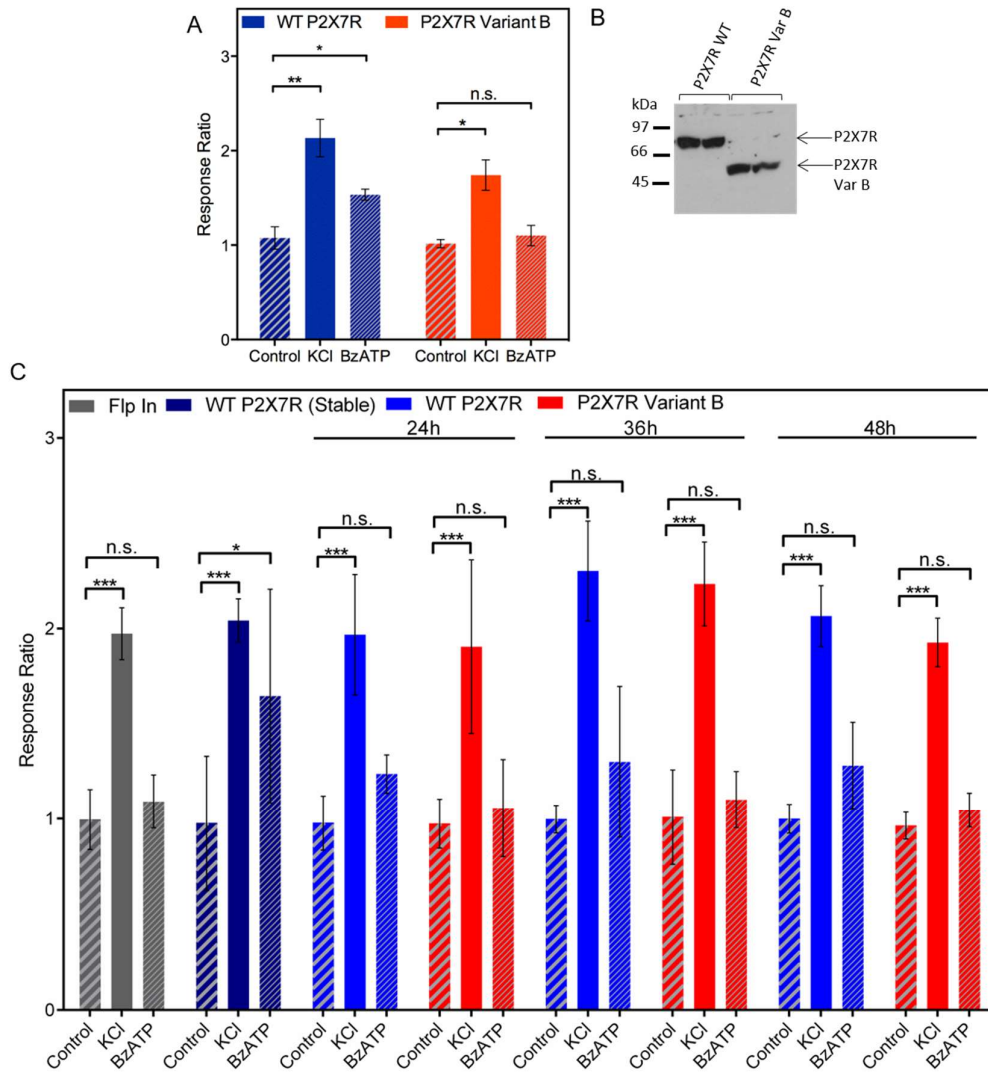 A
WT P2X7R
P2X7R Variant B
3
2
1
0
Response Ratio
*
**
n.s.
*
Control KCl BzATP
Control KCl BzATP
B
P2X7R WT
P2X7R Var B
kDa
97
66
45
P2X7R
P2X7R
Var B
C
Flp In
WT P2X7R (Stable)
WT P2X7R
P2X7R Variant B
24h
36h
48h
3
2
1
0
Response Ratio
n.s.
***
*
***
n.s.
***
n.s.
***
n.s.
***
n.s.
***
n.s.
***
n.s.
***
Control KCl BzATP
Control KCl BzATP
Control KCl BzATP
Control KCl BzATP
Control KCl BzATP
Control KCl BzATP
Control KCl BzATP
Control KCl BzATP